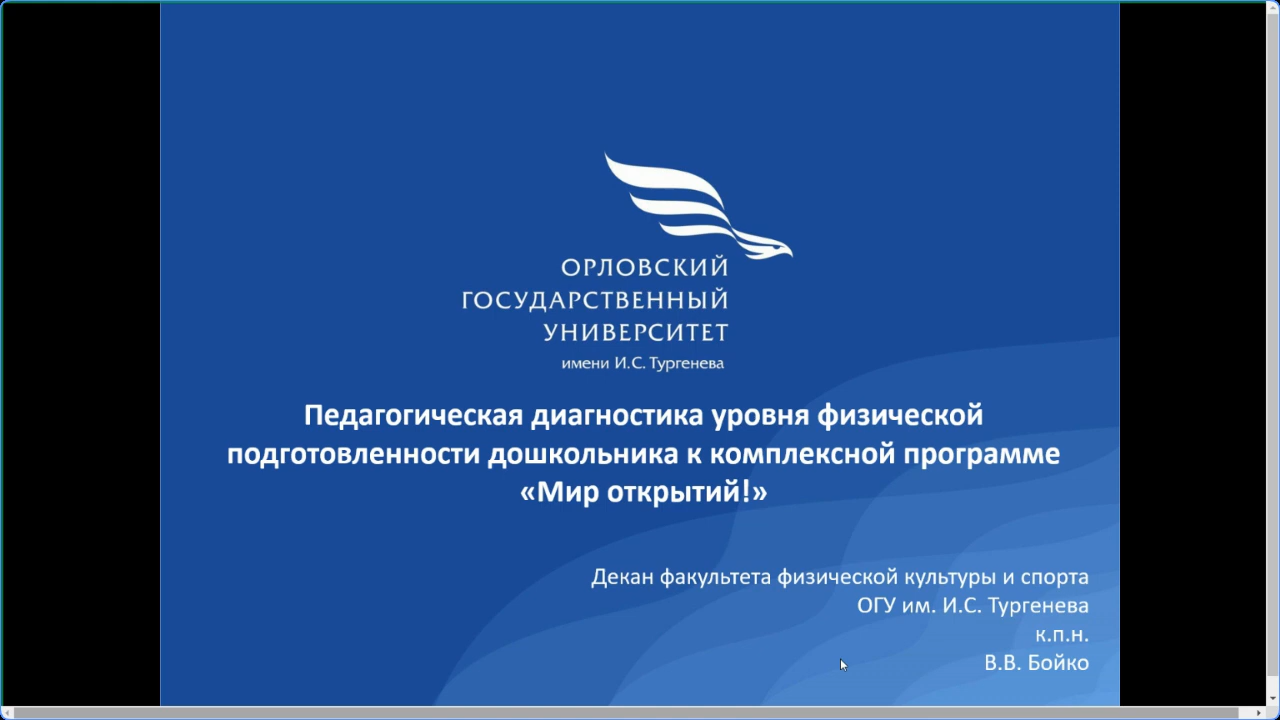 ОРЛОВСКИЙ
ГОСУДАРСТВЕННЫЙ
УНИВЕРСИТЕТ
имени И.С. Тургенева
Педагогическая диагностика уровня физической
подготовленности дошкольника к комплексной программе
«Мир открытий!»
Декан факультета физической культуры и спорта
ОГУ им. И.С. Тургенева
к.п.н.
В.В. Бойко